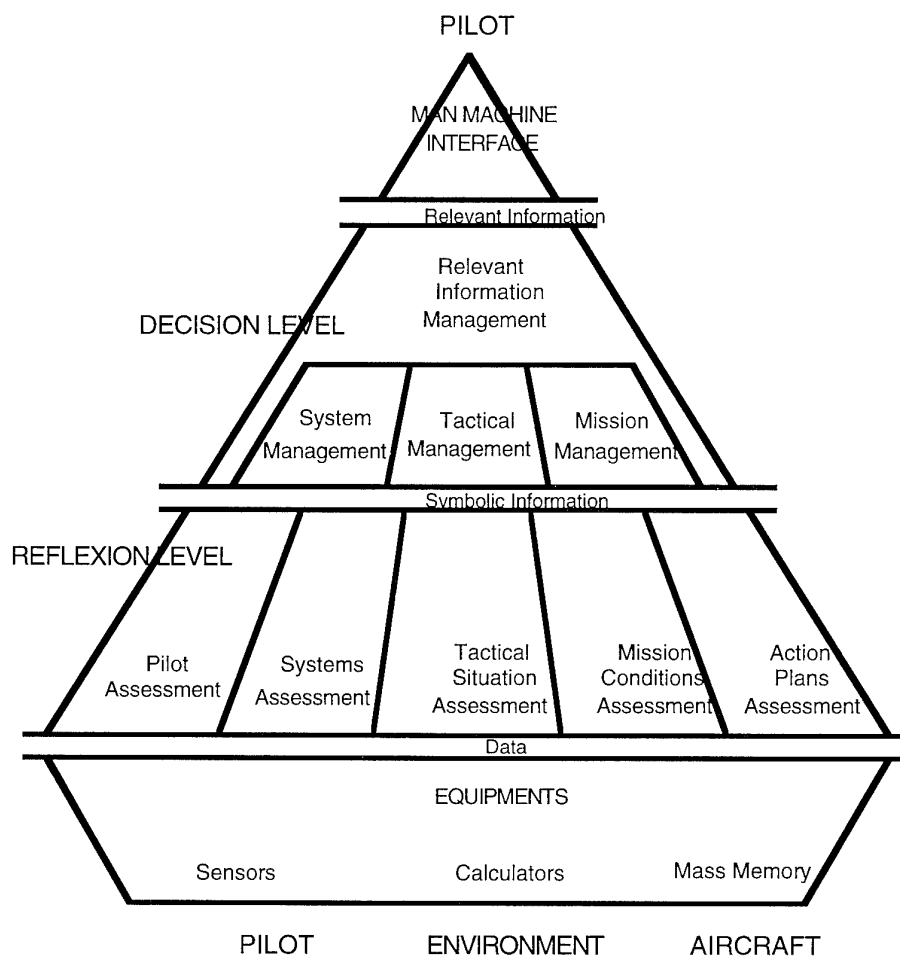 PILOT
MAN MACHINE
INTERFACE
Relevant Information
Relevant
Information
Management
DECISION LEVEL
System
Management
Tactical
Management
Mission
Management
Symbolic Information
REFLEXION LEVEL
Pilot
Assessment
Systems
Assessment
Tactical
Situation
Assessment
Mission
Conditions
Assessment
Action
Plans
Assessment
Data
EQUIPMENTS
Sensors
Calculators
Mass Memory
PILOT
ENVIRONMENT
AIRCRAFT